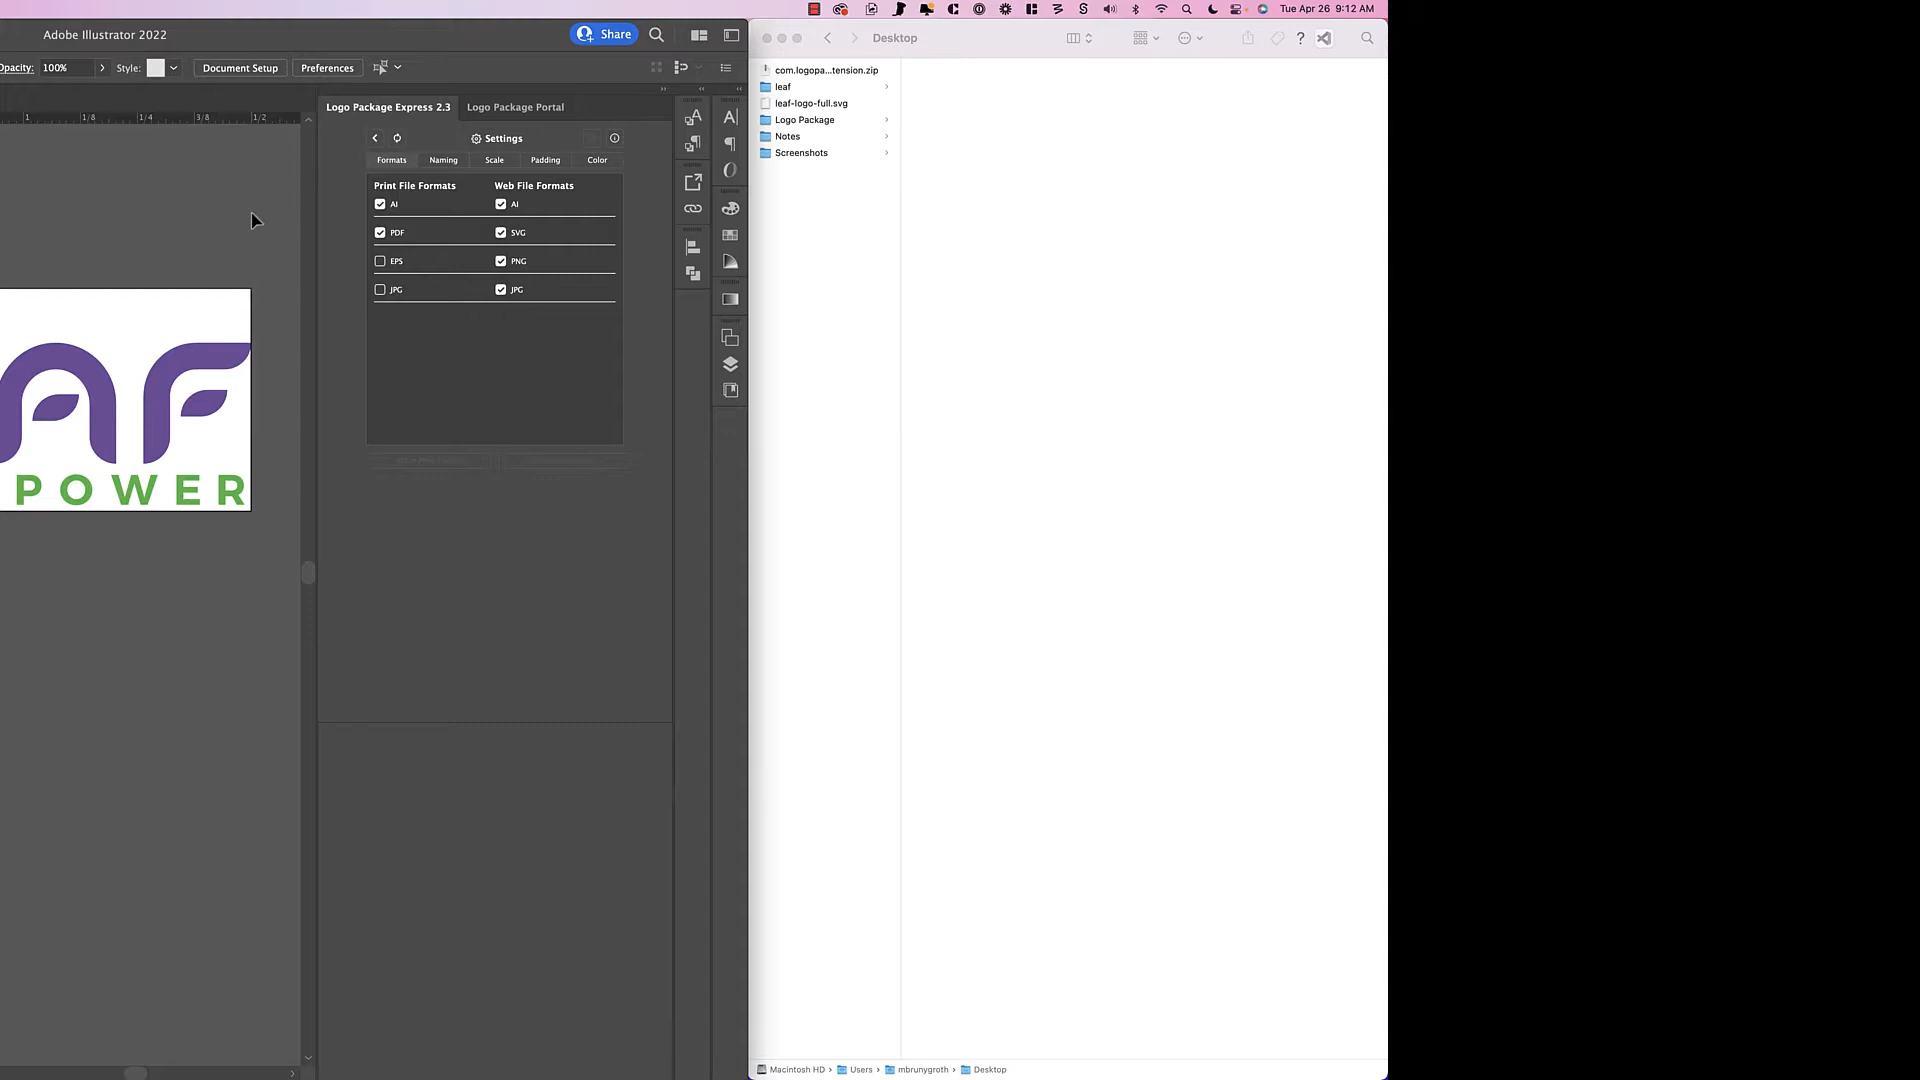 Tue Apr 26 9:12 AM
Adobe Illustrator 2022
Share
Opacity:
100%
Style:
Document Setup
Preferences
1
1/8
1/4
3/8
1/2
AF
POWER
Logo Package Express 2.3
Logo Package Portal
Settings
Formats
Naming
Scale
Padding
Color
Print File Formats
Web File Formats
AI
AI
PDF
SVG
EPS
PNG
JPG
JPG
Desktop
com.logopa...tension.zip
leaf
leaf-logo-full.svg
Logo Package
Notes
Screenshots
Macintosh HD
Users
mbrunygroth
Desktop